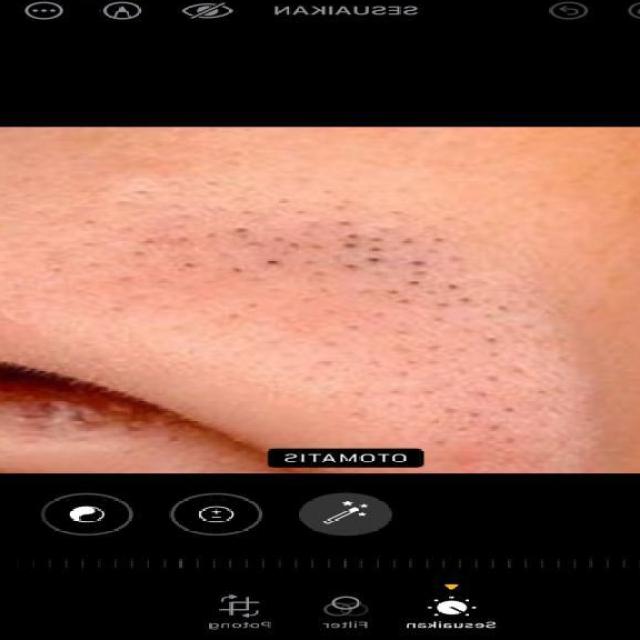 SESUAIKAN
OTOMATIS
Sesuaikan
Filter
Potong